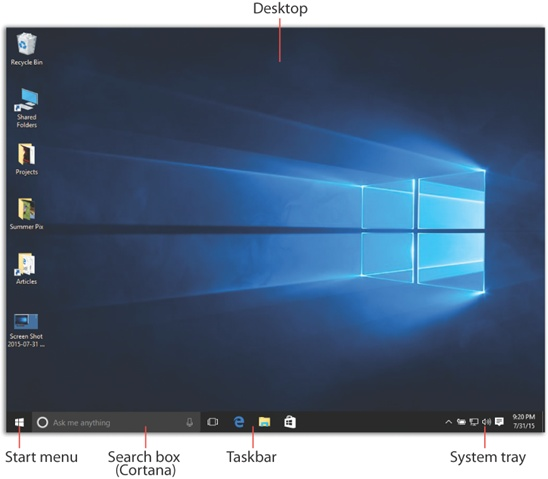 Desktop
Recycle Bin
Shared
Folders
Projects
Summer Pix
Articles
Screen Shot
2015-07-31 ...
Ask me anything
9:20 PM
7/31/15
Start menu
Search box
(Cortana)
Taskbar
System tray